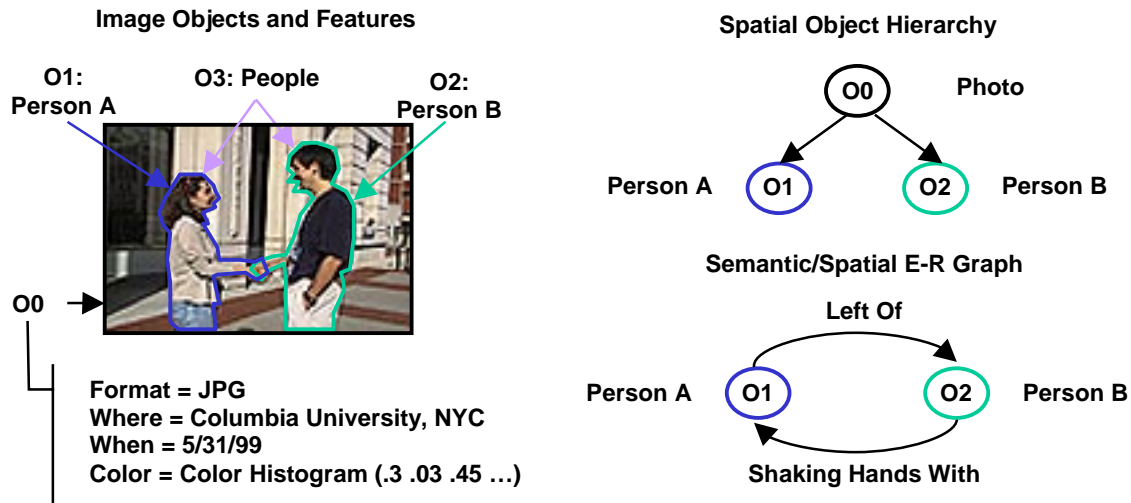 Image Objects and Features
O1:
Person A
O3: People
O2:
Person B
O0
Format = JPG
Where = Columbia University, NYC
When = 5/31/99
Color = Color Histogram (.3 .03 .45 …)
Spatial Object Hierarchy
O0
Photo
Person A
O1
O2
Person B
Semantic/Spatial E-R Graph
Left Of
Person A
O1
O2
Person B
Shaking Hands With